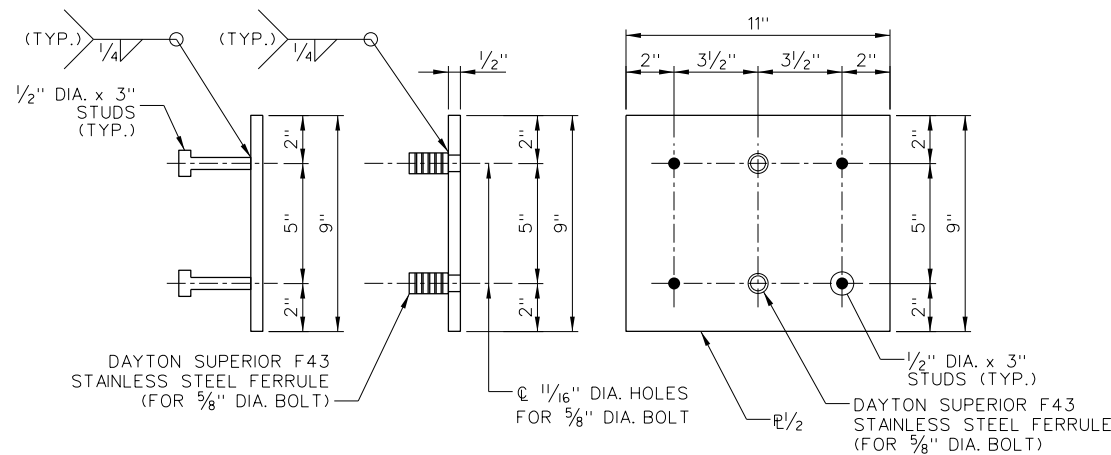 (TYP.)
1/4
1/2" DIA. x 3"
STUDS
(TYP.)
2"
5"
9"
2"
DAYTON SUPERIOR F43
STAINLESS STEEL FERRULE
(FOR 5/8" DIA. BOLT)
(TYP.)
1/4
1/2"
2"
5"
9"
2"
℄ 11/16" DIA. HOLES
FOR 5/8" DIA. BOLT
11"
2" 3 1/2" 3 1/2" 2"
2"
5"
9"
2"
1/2" DIA. x 3"
STUDS (TYP.)
DAYTON SUPERIOR F43
STAINLESS STEEL FERRULE
(FOR 5/8" DIA. BOLT)
PL 1/2